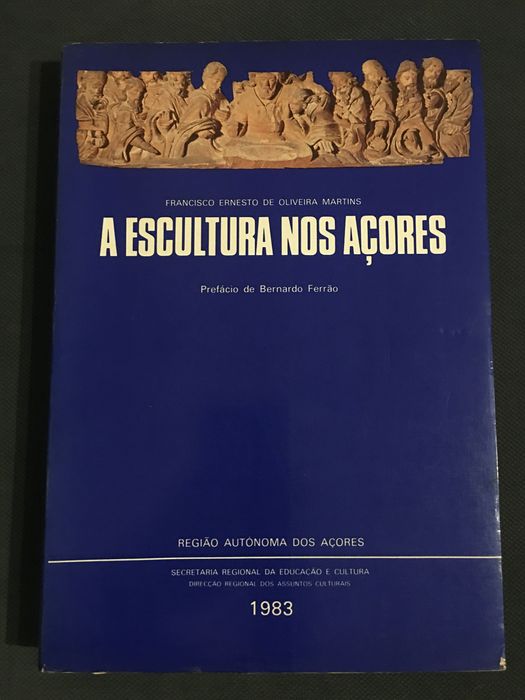 FRANCISCO ERNESTO DE OLIVEIRA MARTINS
A ESCULTURA NOS AÇORES
Prefácio de Bernardo Ferrão
REGIÃO AUTÓNOMA DOS AÇORES
SECRETARIA REGIONAL DA EDUCAÇÃO E CULTURA
DIRECÇÃO REGIONAL DOS ASSUNTOS CULTURAIS
1983